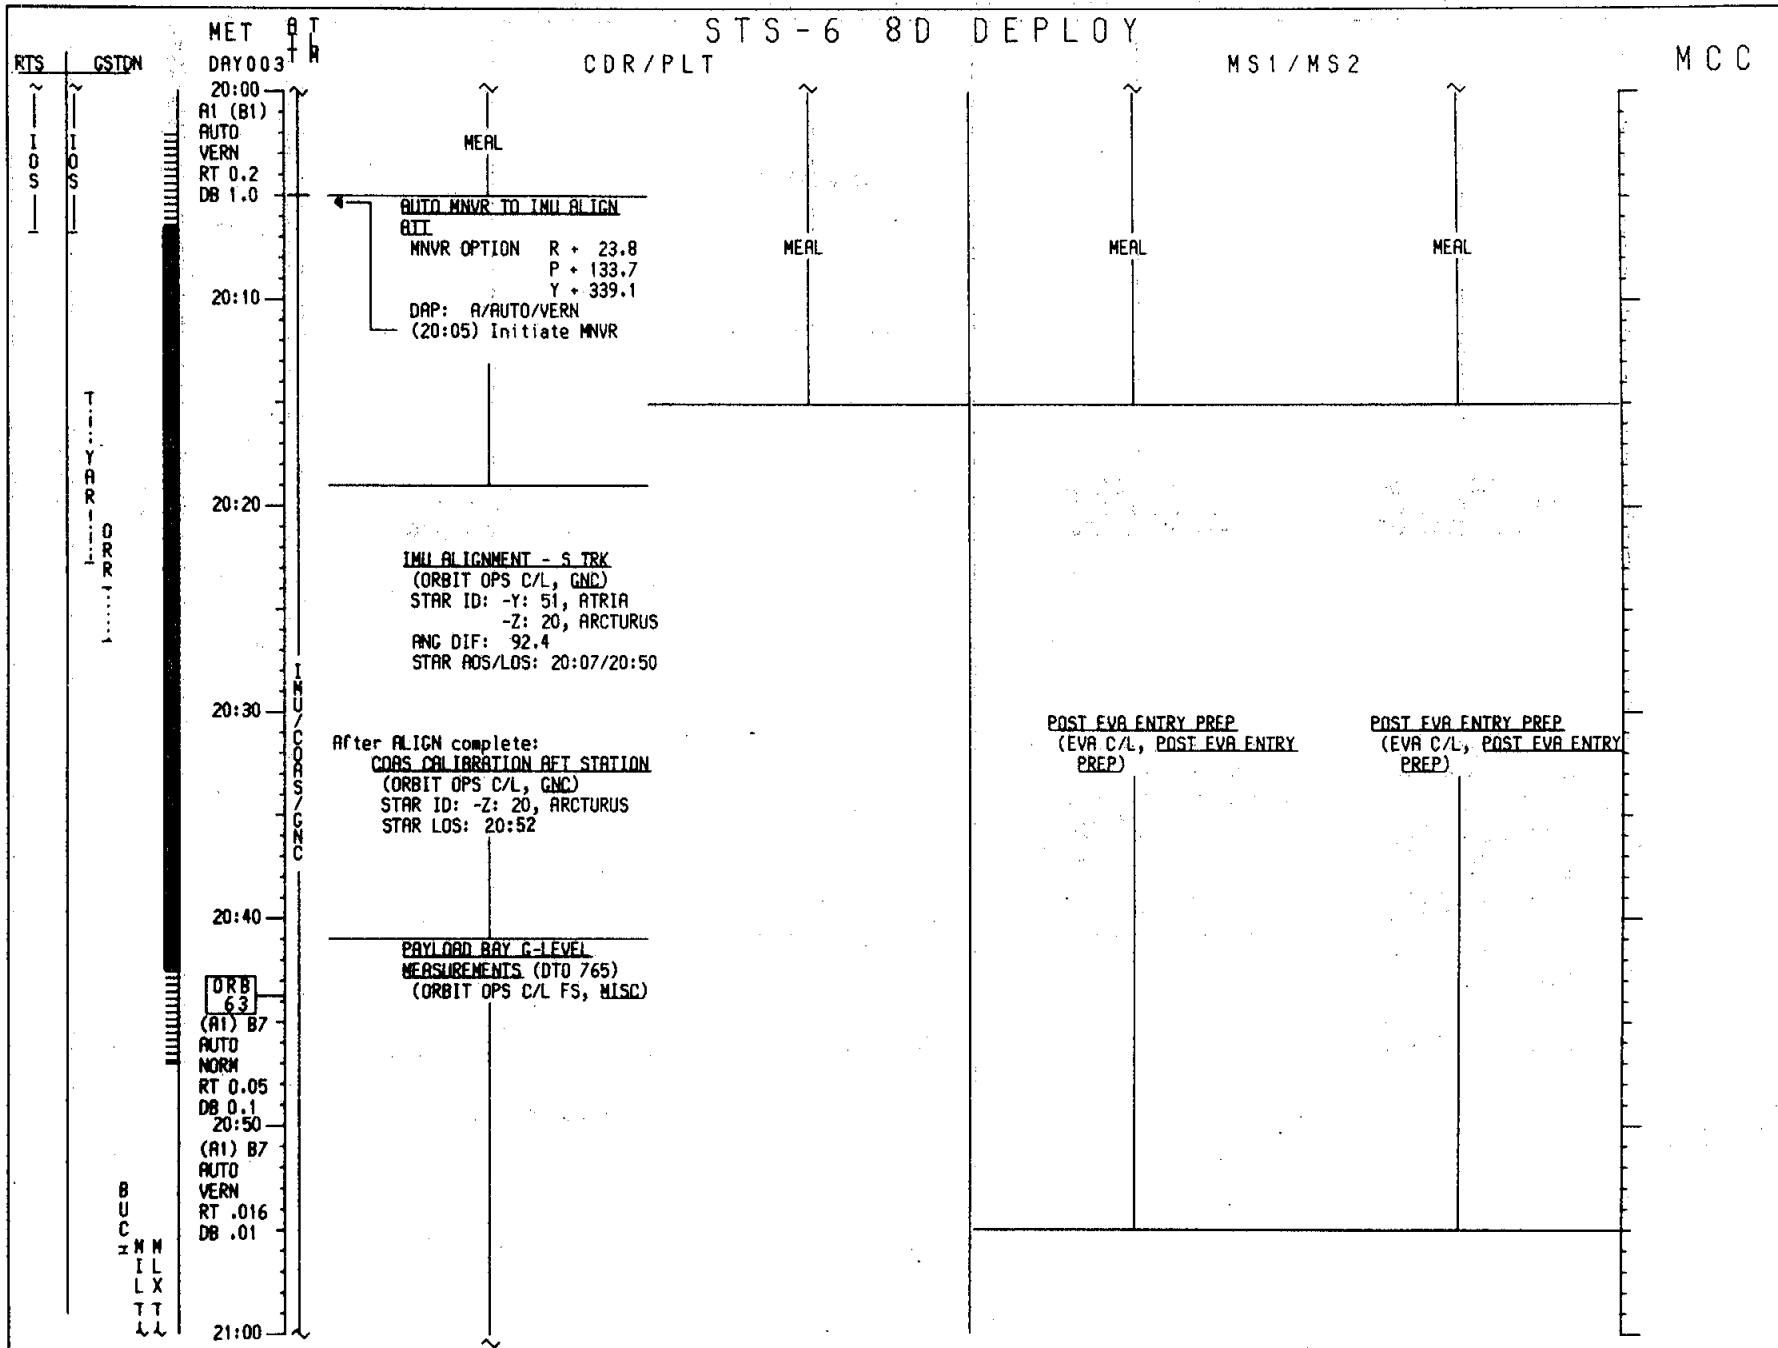 STS-6 8D DEPLOY
MET
ATT
TLM
RTS
GSTDN
DAY003
CDR/PLT
MS1/MS2
MCC
20:00
A1 (B1)
AUTO
VERN
RT 0.2
DB 1.0
IOS
IOS
MEAL
AUTO MNVR TO IMU ALIGN
ATT
MNVR OPTION R + 23.8
P + 133.7
Y + 339.1
DAP: A/AUTO/VERN
(20:05) Initiate MNVR
MEAL
MEAL
MEAL
20:10
YAR
ORR
20:20
IMU ALIGNMENT - S TRK
(ORBIT OPS C/L, GNC)
STAR ID: -Y: 51, ATRIA
-Z: 20, ARCTURUS
ANG DIF: 92.4
STAR AOS/LOS: 20:07/20:50
IMU/COAS/GNC
20:30
After ALIGN complete:
COAS CALIBRATION AFT STATION
(ORBIT OPS C/L, GNC)
STAR ID: -Z: 20, ARCTURUS
STAR LOS: 20:52
POST EVA ENTRY PREP
(EVA C/L, POST EVA ENTRY
PREP)
POST EVA ENTRY PREP
(EVA C/L, POST EVA ENTRY
PREP)
20:40
PAYLOAD BAY G-LEVEL
MEASUREMENTS (DTO 765)
(ORBIT OPS C/L FS, MISC)
ORB
63
(A1) B7
AUTO
NORM
RT 0.05
DB 0.1
20:50
(A1) B7
AUTO
VERN
RT .016
DB .01
BUC
MIL
MLX
21:00